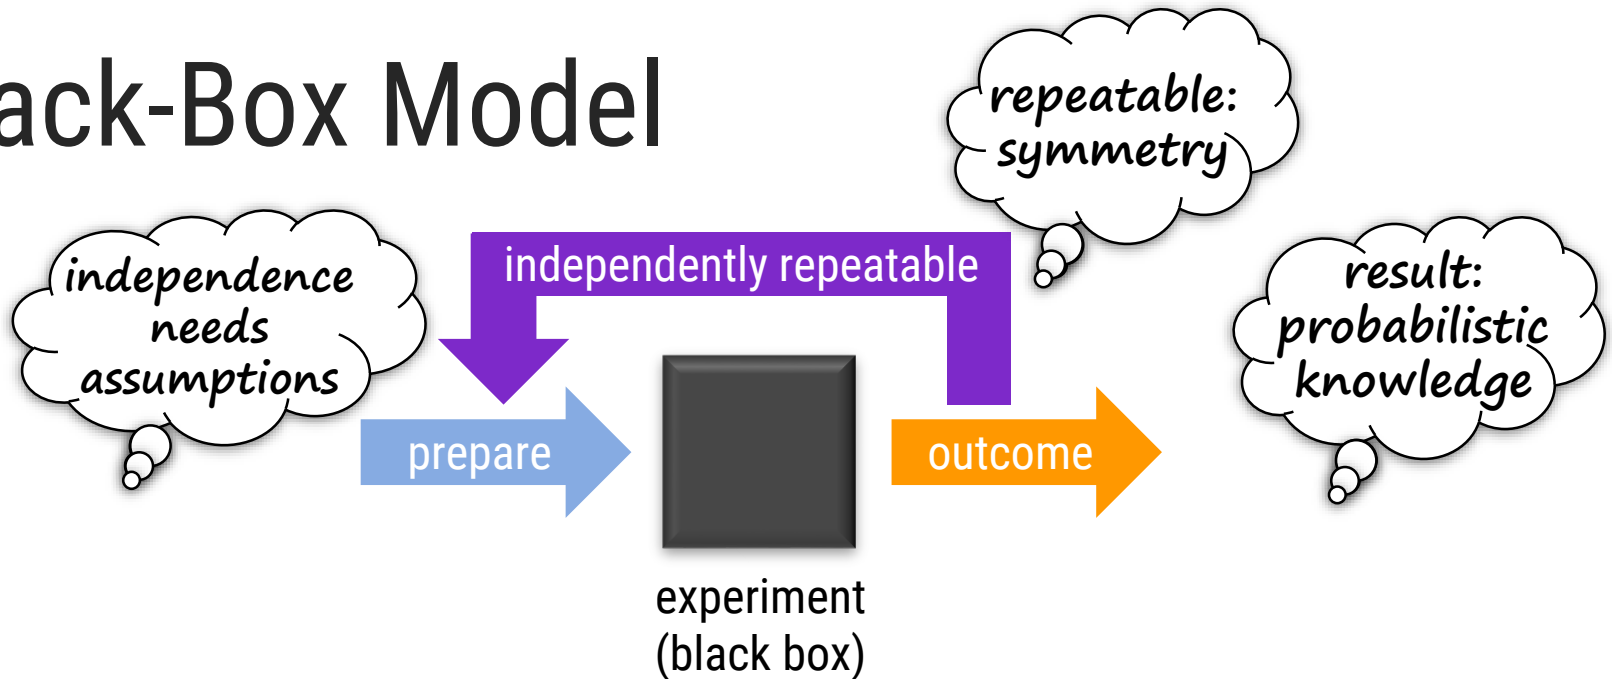 ack-Box Model
repeatable:
symmetry
independence
needs
assumptions
independently repeatable
result:
probabilistic
knowledge
prepare
outcome
experiment
(black box)